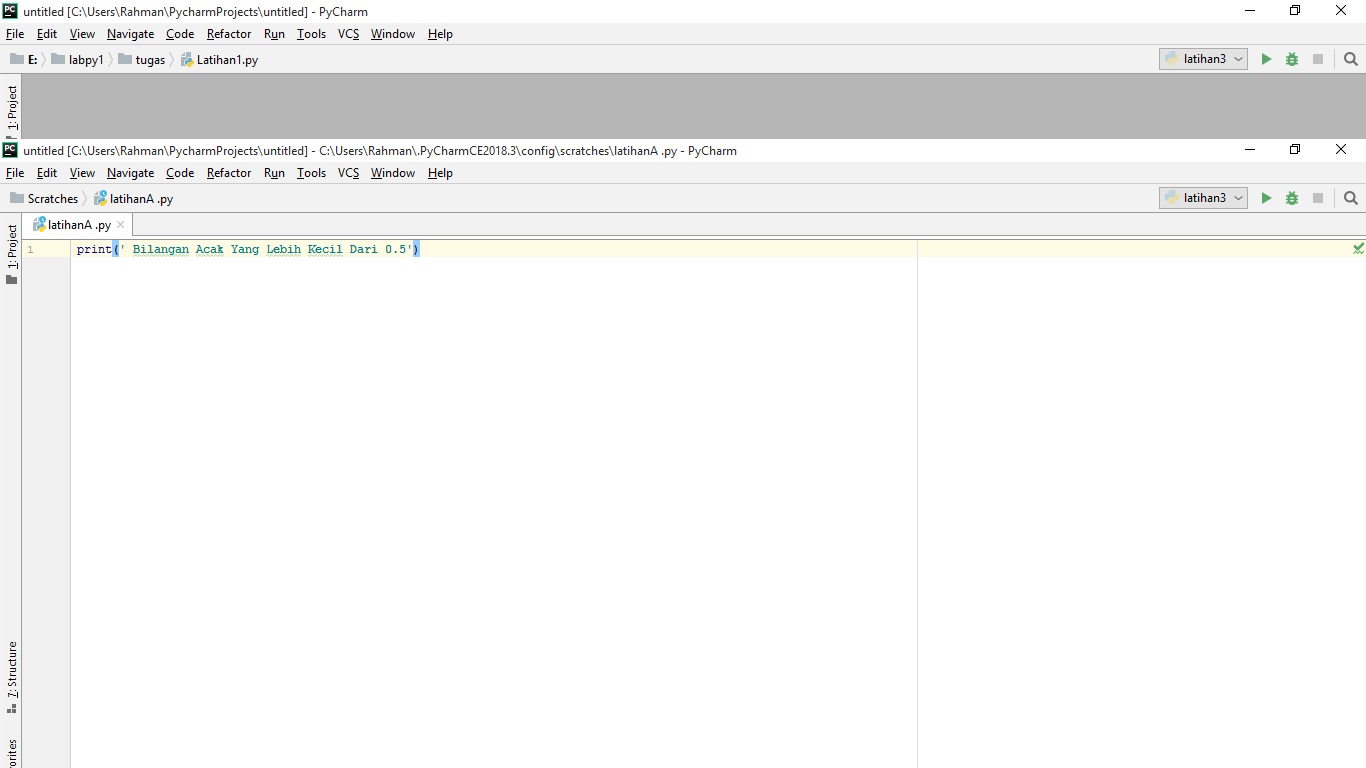 PC untitled [C:\Users\Rahman\PycharmProjects\untitled] - PyCharm
File Edit View Navigate Code Refactor Run Tools VCS Window Help
E: labpy1 tugas Latihan1.py latihan3
1: Project
PC untitled [C:\Users\Rahman\PycharmProjects\untitled] - C:\Users\Rahman\.PyCharmCE2018.3\config\scratches\latihanA .py - PyCharm
File Edit View Navigate Code Refactor Run Tools VCS Window Help
Scratches latihanA .py latihan3
latihanA .py
1: Project
1 print(' Bilangan Acak Yang Lebih Kecil Dari 0.5')
7: Structure
orites